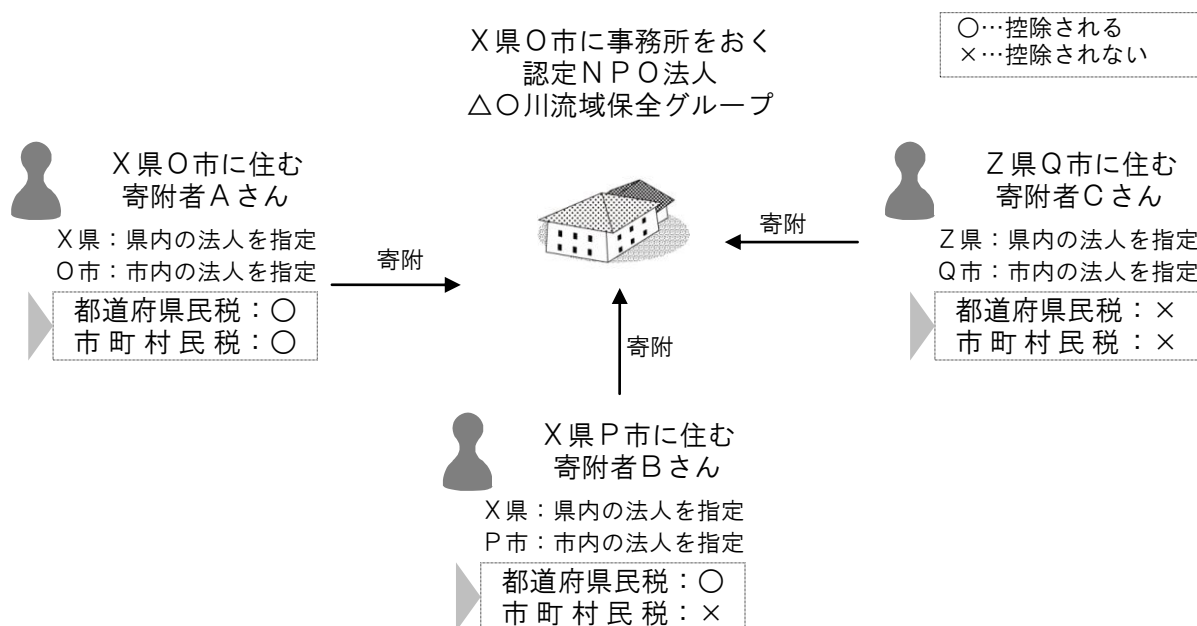 X県O市に事務所をおく
認定NPO法人
△○川流域保全グループ
○…控除される
×…控除されない
X県O市に住む
寄附者Aさん
X県：県内の法人を指定
O市：市内の法人を指定
都道府県民税：○
市町村民税：○
寄附
Z県Q市に住む
寄附者Cさん
Z県：県内の法人を指定
Q市：市内の法人を指定
都道府県民税：×
市町村民税：×
寄附
寄附
X県P市に住む
寄附者Bさん
X県：県内の法人を指定
P市：市内の法人を指定
都道府県民税：○
市町村民税：×